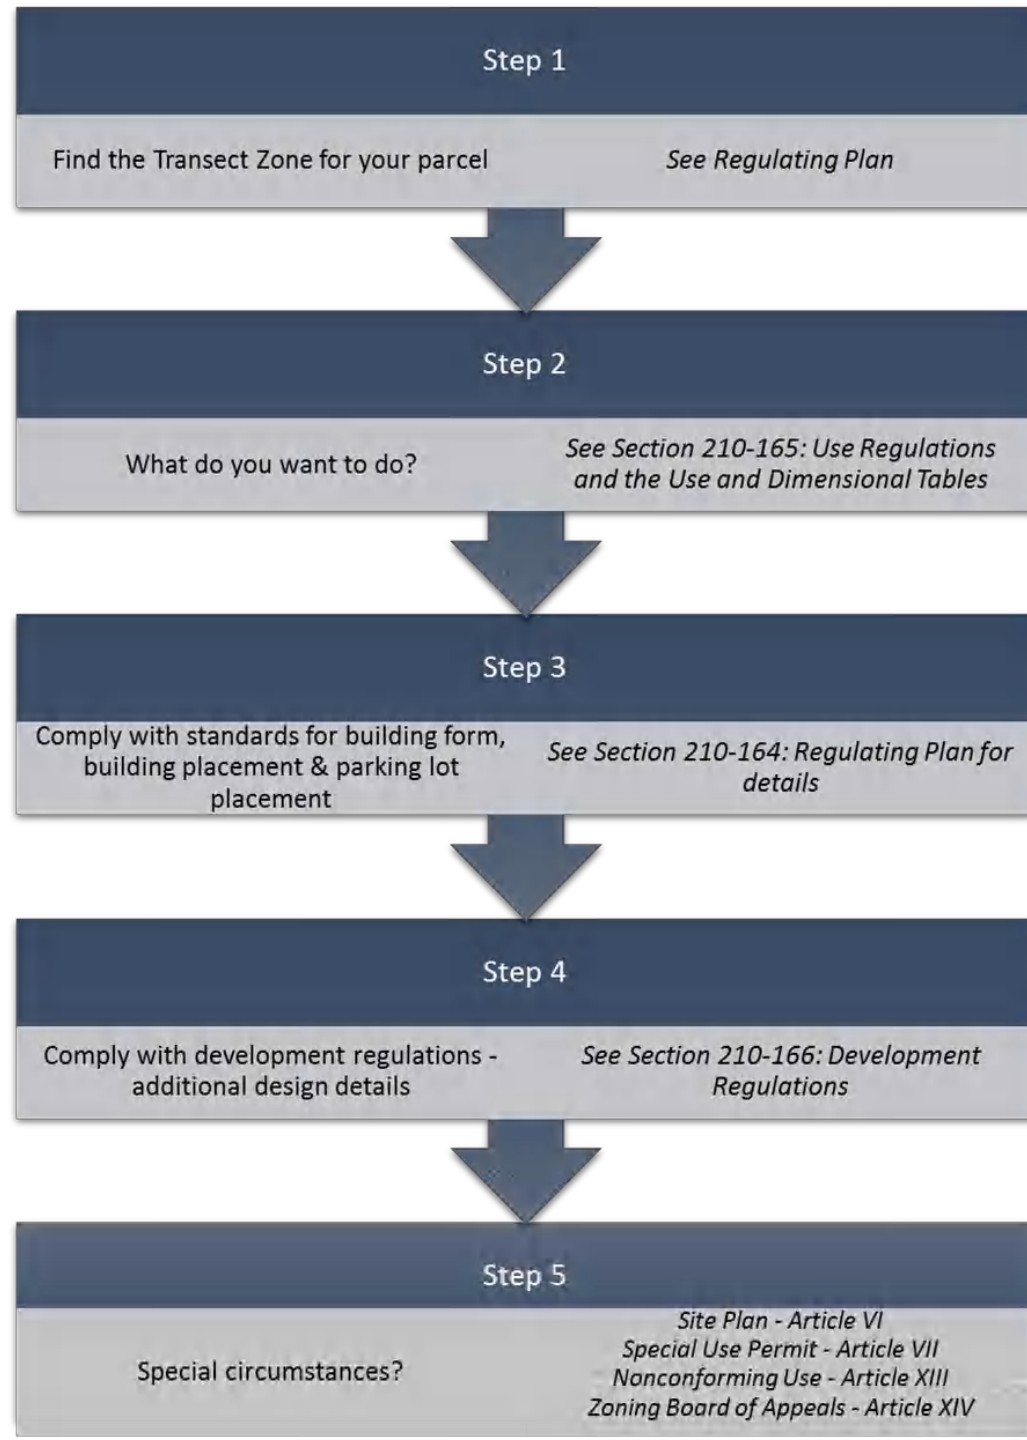 Step 1
Find the Transect Zone for your parcel
See Regulating Plan
Step 2
What do you want to do?
See Section 210-165: Use Regulations
and the Use and Dimensional Tables
Step 3
Comply with standards for building form,
building placement & parking lot
placement
See Section 210-164: Regulating Plan for
details
Step 4
Comply with development regulations -
additional design details
See Section 210-166: Development
Regulations
Step 5
Special circumstances?
Site Plan - Article VI
Special Use Permit - Article VII
Nonconforming Use - Article XIII
Zoning Board of Appeals - Article XIV